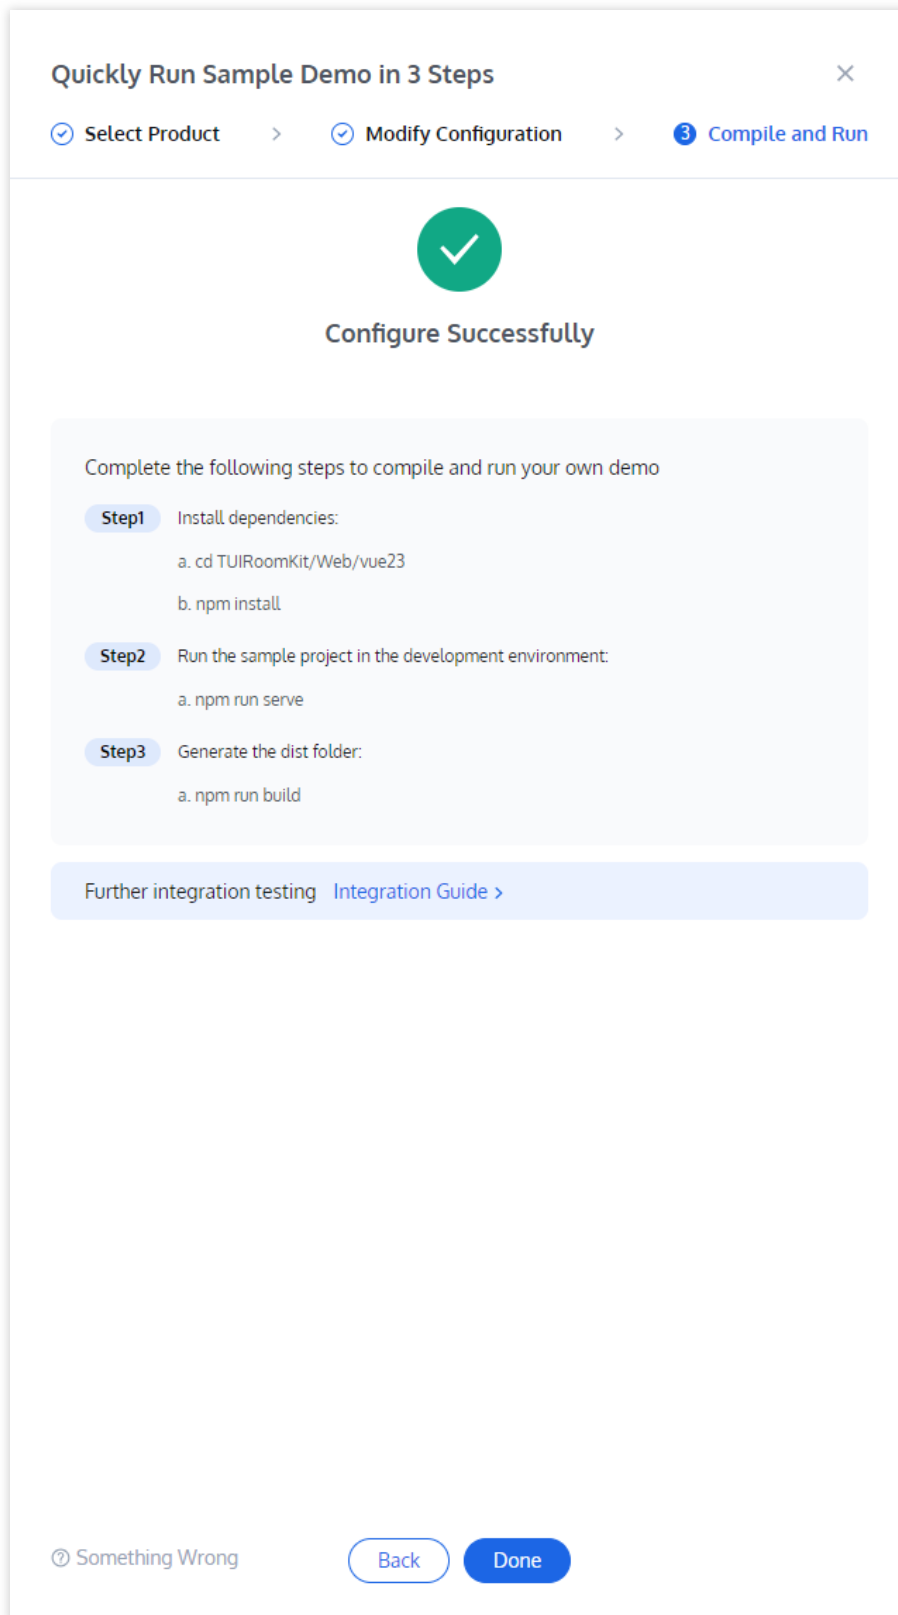 Quickly Run Sample Demo in 3 Steps
Select Product > Modify Configuration > 3 Compile and Run
Configure Successfully
Complete the following steps to compile and run your own demo
Step1 Install dependencies:
a. cd TUIRoomKit/Web/vue23
b. npm install
Step2 Run the sample project in the development environment:
a. npm run serve
Step3 Generate the dist folder:
a. npm run build
Further integration testing Integration Guide >
Something Wrong Back Done